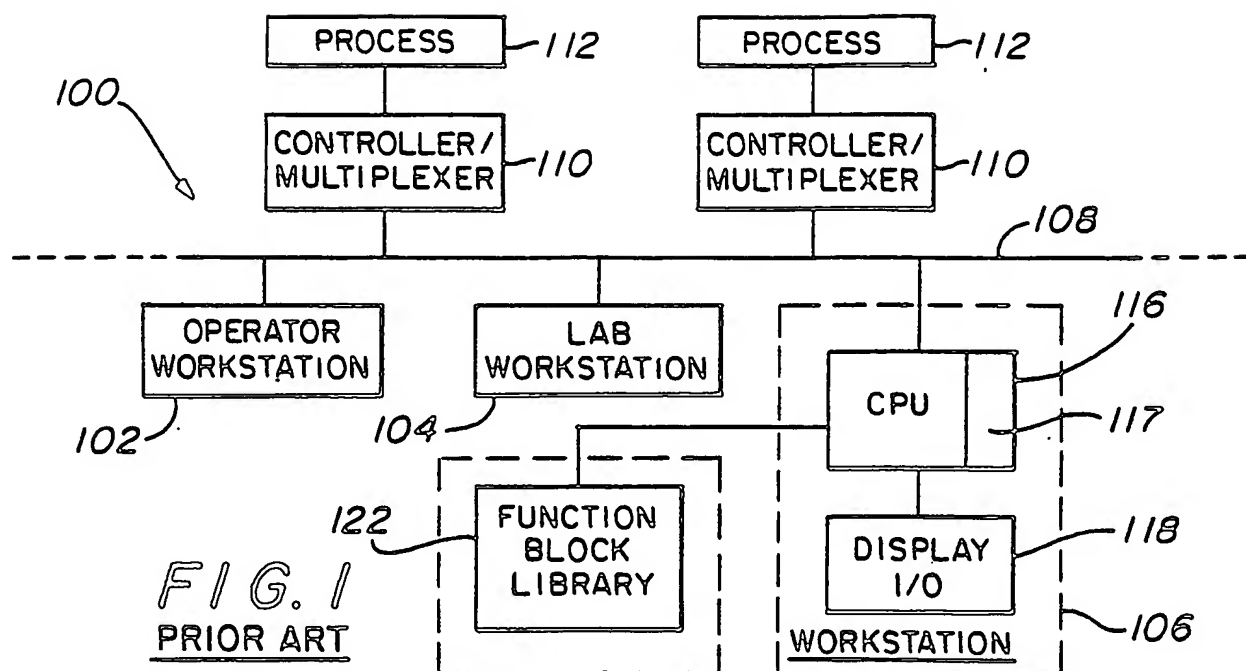 PROCESS
112
PROCESS
112
100
CONTROLLER/
MULTIPLEXER
110
CONTROLLER/
MULTIPLEXER
110
108
OPERATOR
WORKSTATION
102
LAB
WORKSTATION
104
116
CPU
117
122
FUNCTION
BLOCK
LIBRARY
DISPLAY
I/O
118
FIG. 1
PRIOR ART
WORKSTATION
106